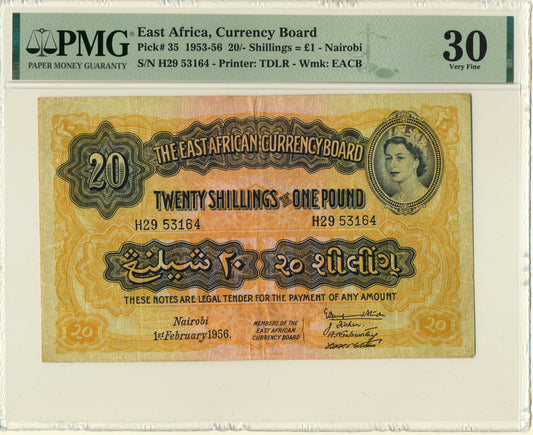 PMG
PAPER MONEY GUARANTY
East Africa, Currency Board
Pick# 35 1953-56 20/- Shillings = £1 - Nairobi
S/N H29 53164 - Printer: TDLR - Wmk: EACB
30
Very Fine
THE EAST AFRICAN CURRENCY BOARD
20
TWENTY SHILLINGS OR ONE POUND
H29 53164 H29 53164
شيلنج ٢٠ ૨૦ શીલીંગ
THESE NOTES ARE LEGAL TENDER FOR THE PAYMENT OF ANY AMOUNT
Nairobi
1st February 1956.
MEMBERS OF THE
EAST AFRICAN
CURRENCY BOARD
20 20